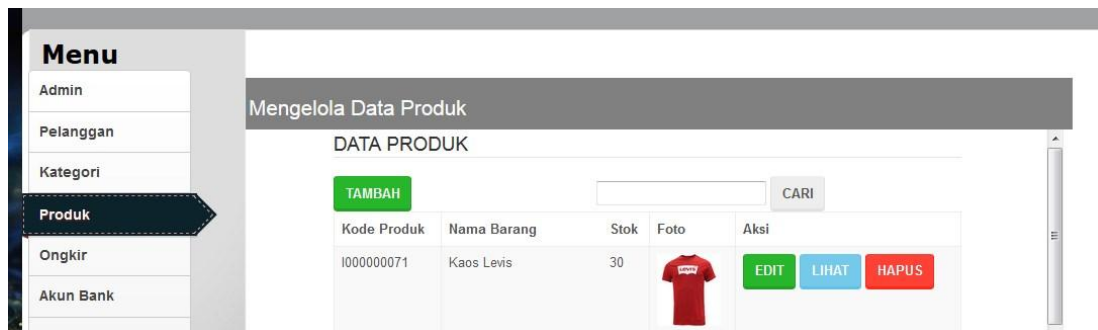 Menu
Admin
Pelanggan
Kategori
Produk
Ongkir
Akun Bank
Mengelola Data Produk
DATA PRODUK
TAMBAH
CARI
Kode Produk Nama Barang Stok Foto Aksi
I000000071 Kaos Levis 30 EDIT LIHAT HAPUS